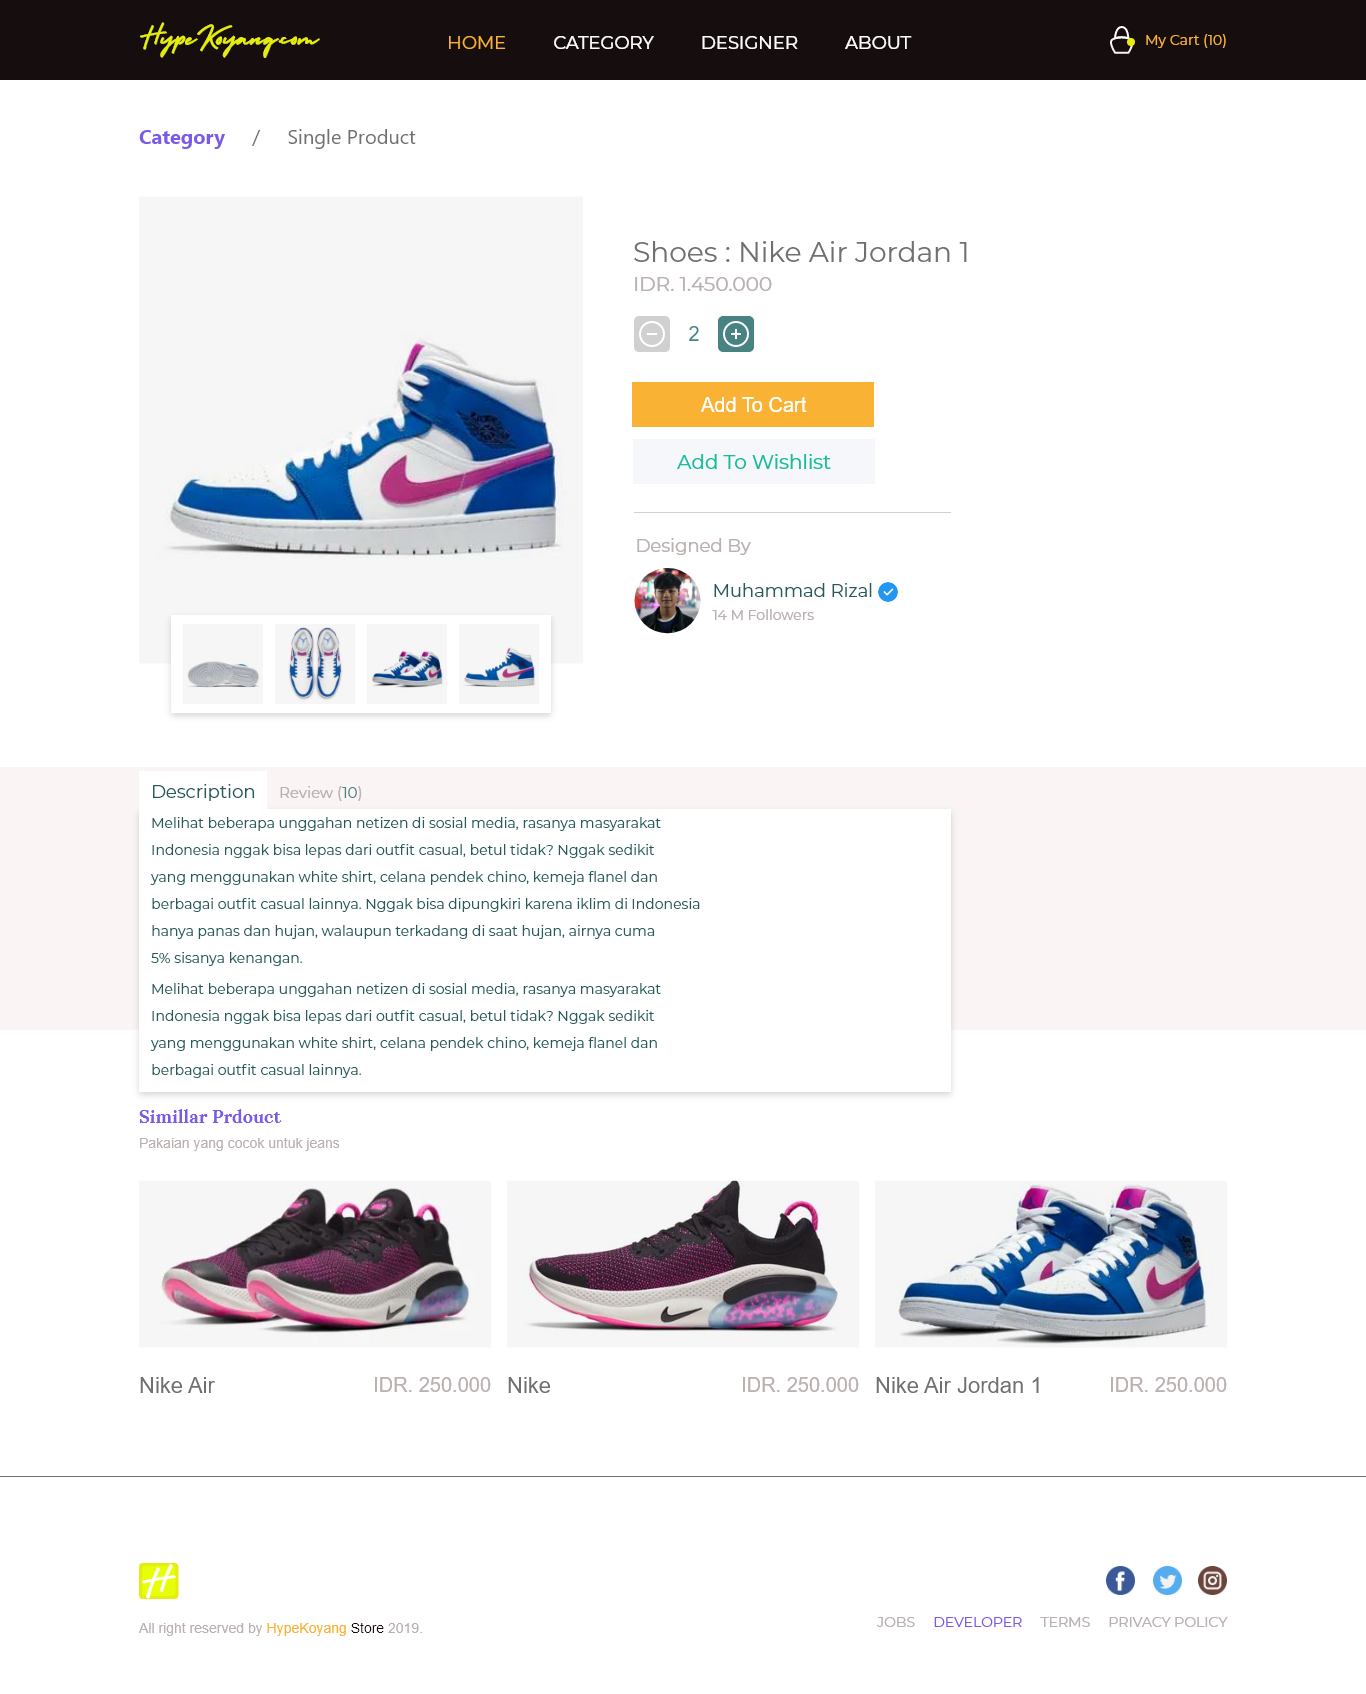 HypeKoyang.com
HOME CATEGORY DESIGNER ABOUT
My Cart (10)
Category / Single Product
Shoes : Nike Air Jordan 1
IDR. 1.450.000
2
Add To Cart
Add To Wishlist
Designed By
Muhammad Rizal
14 M Followers
Description Review (10)
Melihat beberapa unggahan netizen di sosial media, rasanya masyarakat
Indonesia nggak bisa lepas dari outfit casual, betul tidak? Nggak sedikit
yang menggunakan white shirt, celana pendek chino, kemeja flanel dan
berbagai outfit casual lainnya. Nggak bisa dipungkiri karena iklim di Indonesia
hanya panas dan hujan, walaupun terkadang di saat hujan, airnya cuma
5% sisanya kenangan.
Melihat beberapa unggahan netizen di sosial media, rasanya masyarakat
Indonesia nggak bisa lepas dari outfit casual, betul tidak? Nggak sedikit
yang menggunakan white shirt, celana pendek chino, kemeja flanel dan
berbagai outfit casual lainnya.
Simillar Prdouct
Pakaian yang cocok untuk jeans
Nike Air IDR. 250.000
Nike IDR. 250.000
Nike Air Jordan 1 IDR. 250.000
H
All right reserved by HypeKoyang Store 2019.
JOBS DEVELOPER TERMS PRIVACY POLICY